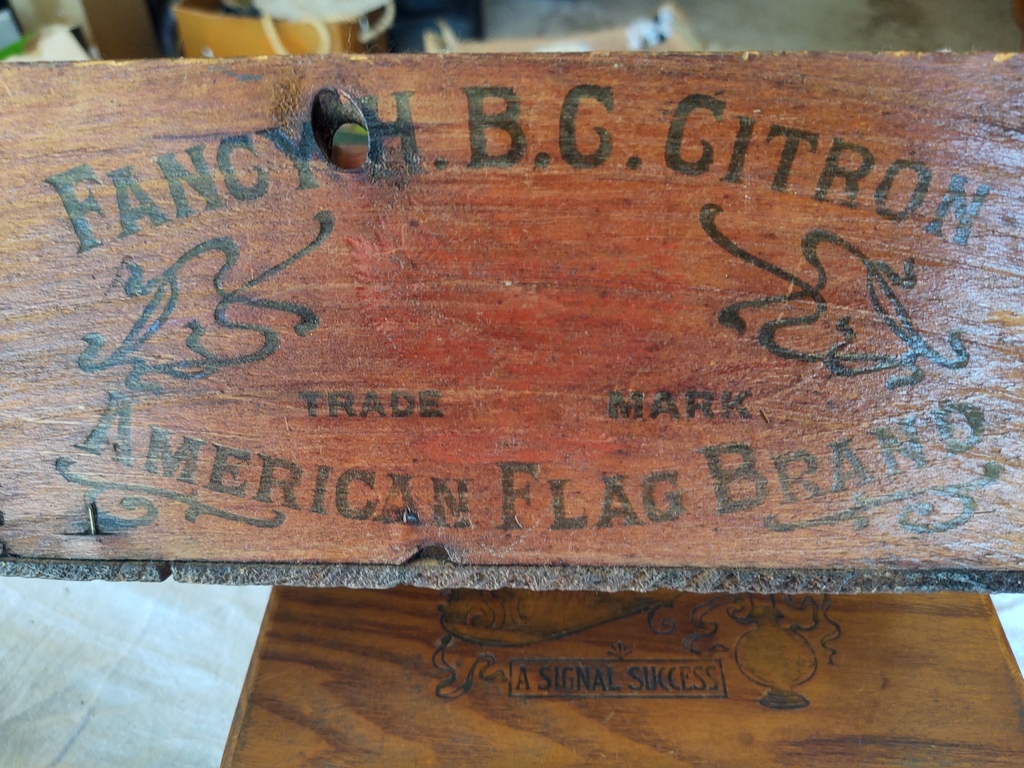 FANCY H. B. C. CITRON
TRADE MARK
AMERICAN FLAG BRAND
A SIGNAL SUCCESS